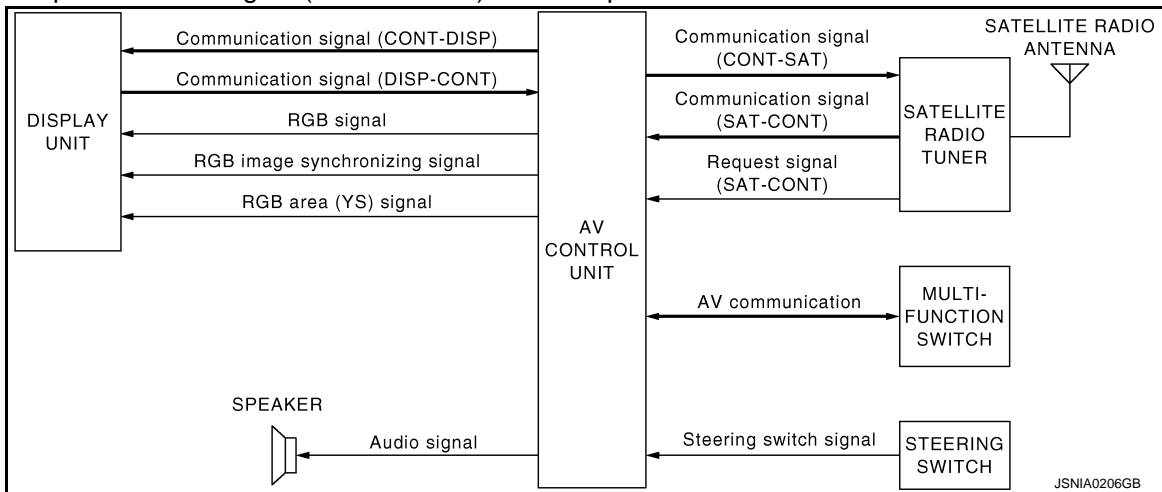 Communication signal (CONT-DISP)
Communication signal (DISP-CONT)
RGB signal
RGB image synchronizing signal
RGB area (YS) signal
DISPLAY
UNIT
AV
CONTROL
UNIT
Communication signal
(CONT-SAT)
Communication signal
(SAT-CONT)
Request signal
(SAT-CONT)
SATELLITE RADIO
ANTENNA
SATELLITE
RADIO
TUNER
AV communication
MULTI-
FUNCTION
SWITCH
SPEAKER
Audio signal
Steering switch signal
STEERING
SWITCH
JSNIA0206GB